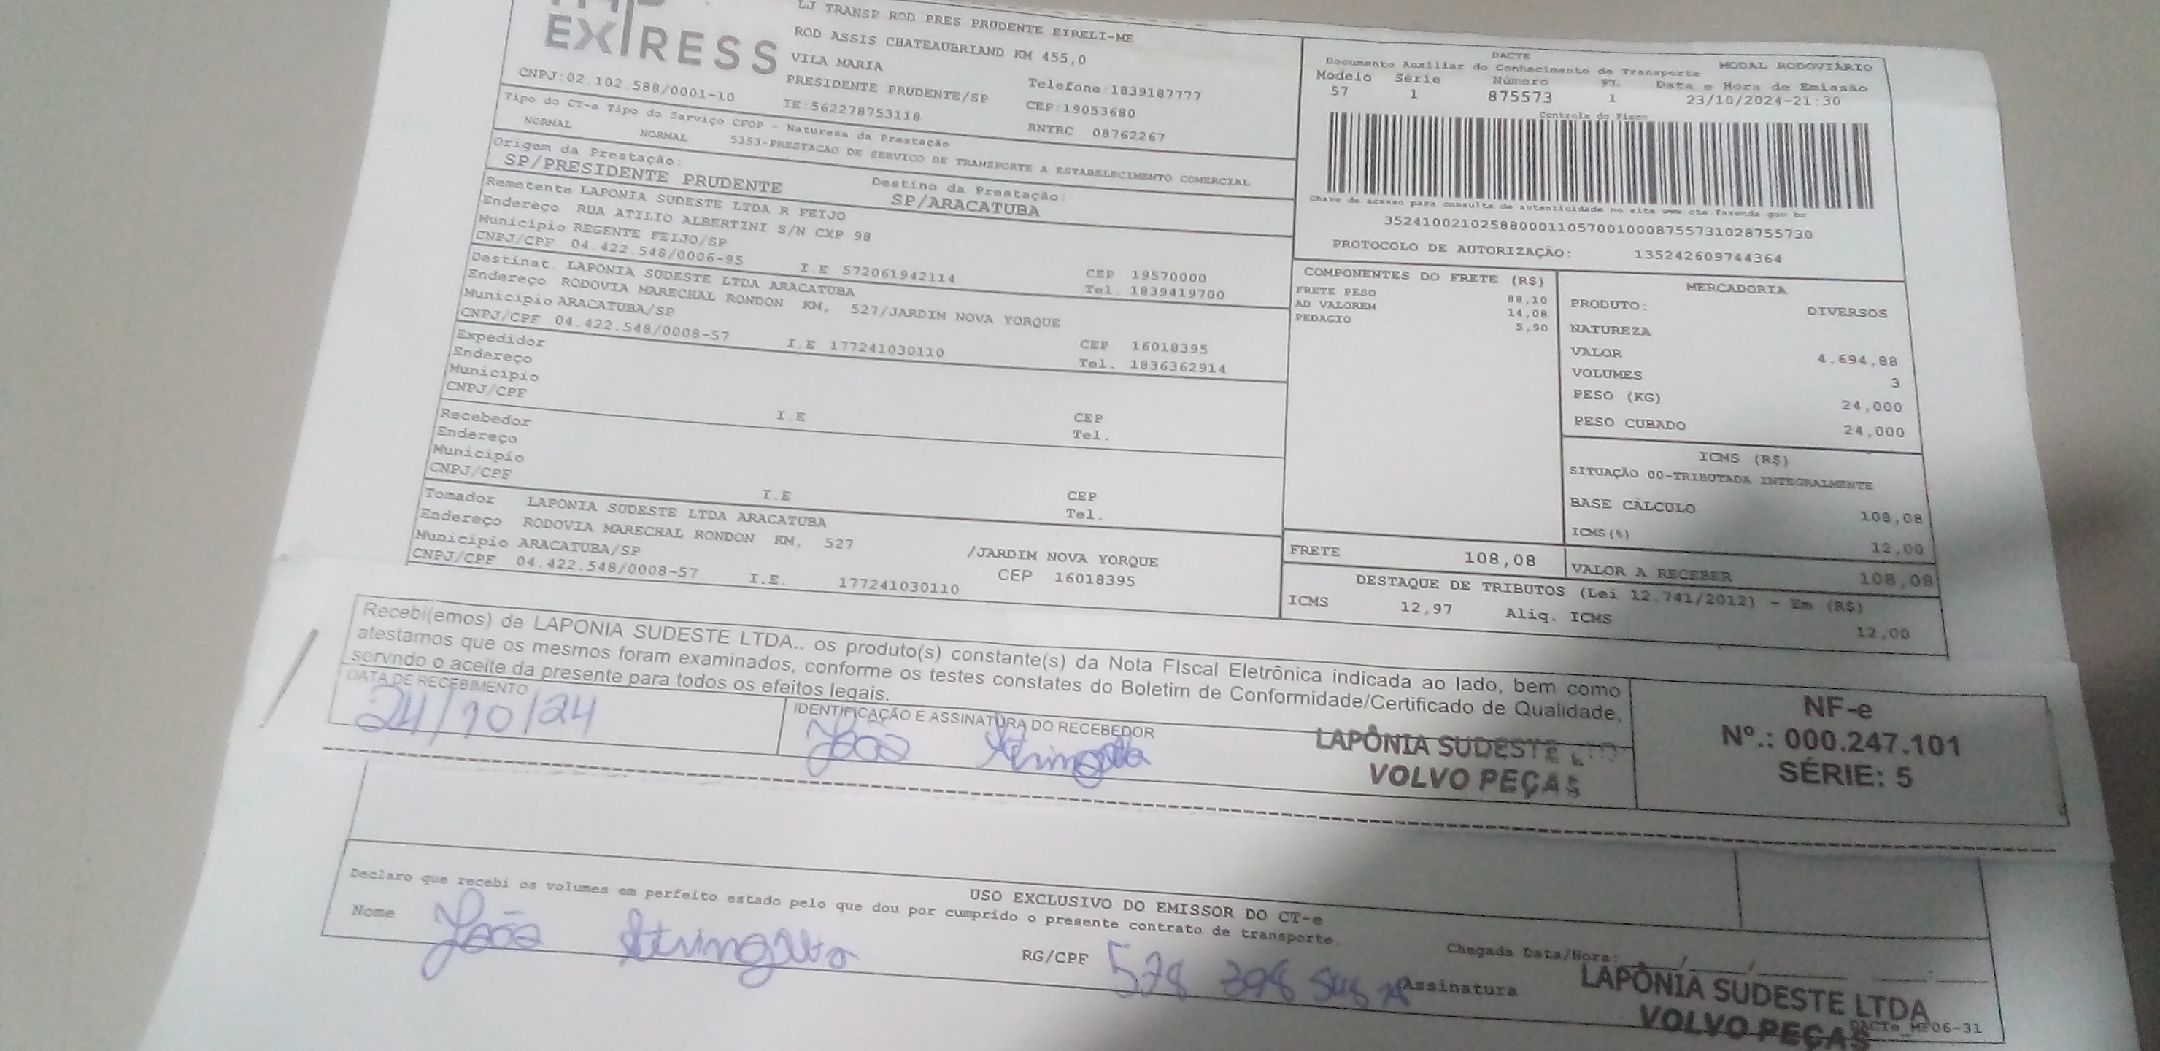 EXPRESS
LJ TRANSP ROD PRES PRUDENTE EIRELI-ME
ROD ASSIS CHATEAUBRIAND KM 455,0
VILA MARIA
PRESIDENTE PRUDENTE/SP
Telefone:1839187777
CNPJ:02.102.588/0001-10
IE:562278753118
CEP:19053680
RNTRC 08762267
DACTE
MODAL RODOVIÁRIO
Documento Auxiliar do Conhecimento de Transporte
Modelo Série Número FL Data e Hora de Emissão
57 1 875573 1 23/10/2024-21:30
Controle do Fisco
Chave de acesso para consulta de autenticidade no site www.cte.fazenda.gov.br
PROTOCOLO DE AUTORIZAÇÃO: 135242609744364
Tipo do CT-e Tipo do Serviço CFOP - Natureza da Prestação
NORMAL NORMAL 5353-PRESTACAO DE SERVICO DE TRANSPORTE A ESTABELECIMENTO COMERCIAL
Origem da Prestação: Destino da Prestação:
SP/PRESIDENTE PRUDENTE SP/ARACATUBA
Remetente LAPONIA SUDESTE LTDA R FEIJO
Endereço RUA ATILIO ALBERTINI S/N CXP 98
Município REGENTE FEIJO/SP CEP 19570000
CNPJ/CPF 04.422.548/0006-95 I.E 572061942114 Tel. 1839419700
Destinat. LAPONIA SUDESTE LTDA ARACATUBA
Endereço RODOVIA MARECHAL RONDON KM, 527/JARDIM NOVA YORQUE
Município ARACATUBA/SP CEP 16018395
CNPJ/CPF 04.422.548/0008-57 I.E 177241030110 Tel. 1836362914
Expedidor
Endereço
Município CEP
CNPJ/CPF I.E Tel.
Recebedor
Endereço
Município CEP
CNPJ/CPF I.E Tel.
Tomador LAPONIA SUDESTE LTDA ARACATUBA
Endereço RODOVIA MARECHAL RONDON KM, 527 /JARDIM NOVA YORQUE
Município ARACATUBA/SP CEP 16018395
CNPJ/CPF 04.422.548/0008-57 I.E. 177241030110
COMPONENTES DO FRETE (R$)
FRETE PESO 88,10
AD VALOREM 14,08
PEDAGIO 5,90
MERCADORIA
PRODUTO: DIVERSOS
NATUREZA
VALOR 4.694,88
VOLUMES 3
PESO (KG) 24,000
PESO CUBADO 24,000
ICMS (R$)
SITUAÇÃO 00-TRIBUTADA INTEGRALMENTE
BASE CÁLCULO 108,08
ICMS(%) 12,00
FRETE 108,08 VALOR A RECEBER 108,08
DESTAQUE DE TRIBUTOS (Lei 12.741/2012) - Em (R$)
ICMS 12,97 Aliq. ICMS 12,00
Recebi(emos) de LAPONIA SUDESTE LTDA.. os produto(s) constante(s) da Nota FIscal Eletrônica indicada ao lado, bem como
atestamos que os mesmos foram examinados, conforme os testes constates do Boletim de Conformidade/Certificado de Qualidade,
servndo o aceite da presente para todos os efeitos legais.
DATA DE RECEBIMENTO
24/10/24
IDENTIFICAÇÃO E ASSINATURA DO RECEBEDOR
João
LAPÔNIA SUDESTE LTDA
VOLVO PEÇAS
NF-e
Nº.: 000.247.101
SÉRIE: 5
USO EXCLUSIVO DO EMISSOR DO CT-e
Declaro que recebi os volumes em perfeito estado pelo que dou por cumprido o presente contrato de transporte.
Nome João
RG/CPF
Chegada Data/Hora: / /
Assinatura
LAPÔNIA SUDESTE LTDA
VOLVO PEÇAS